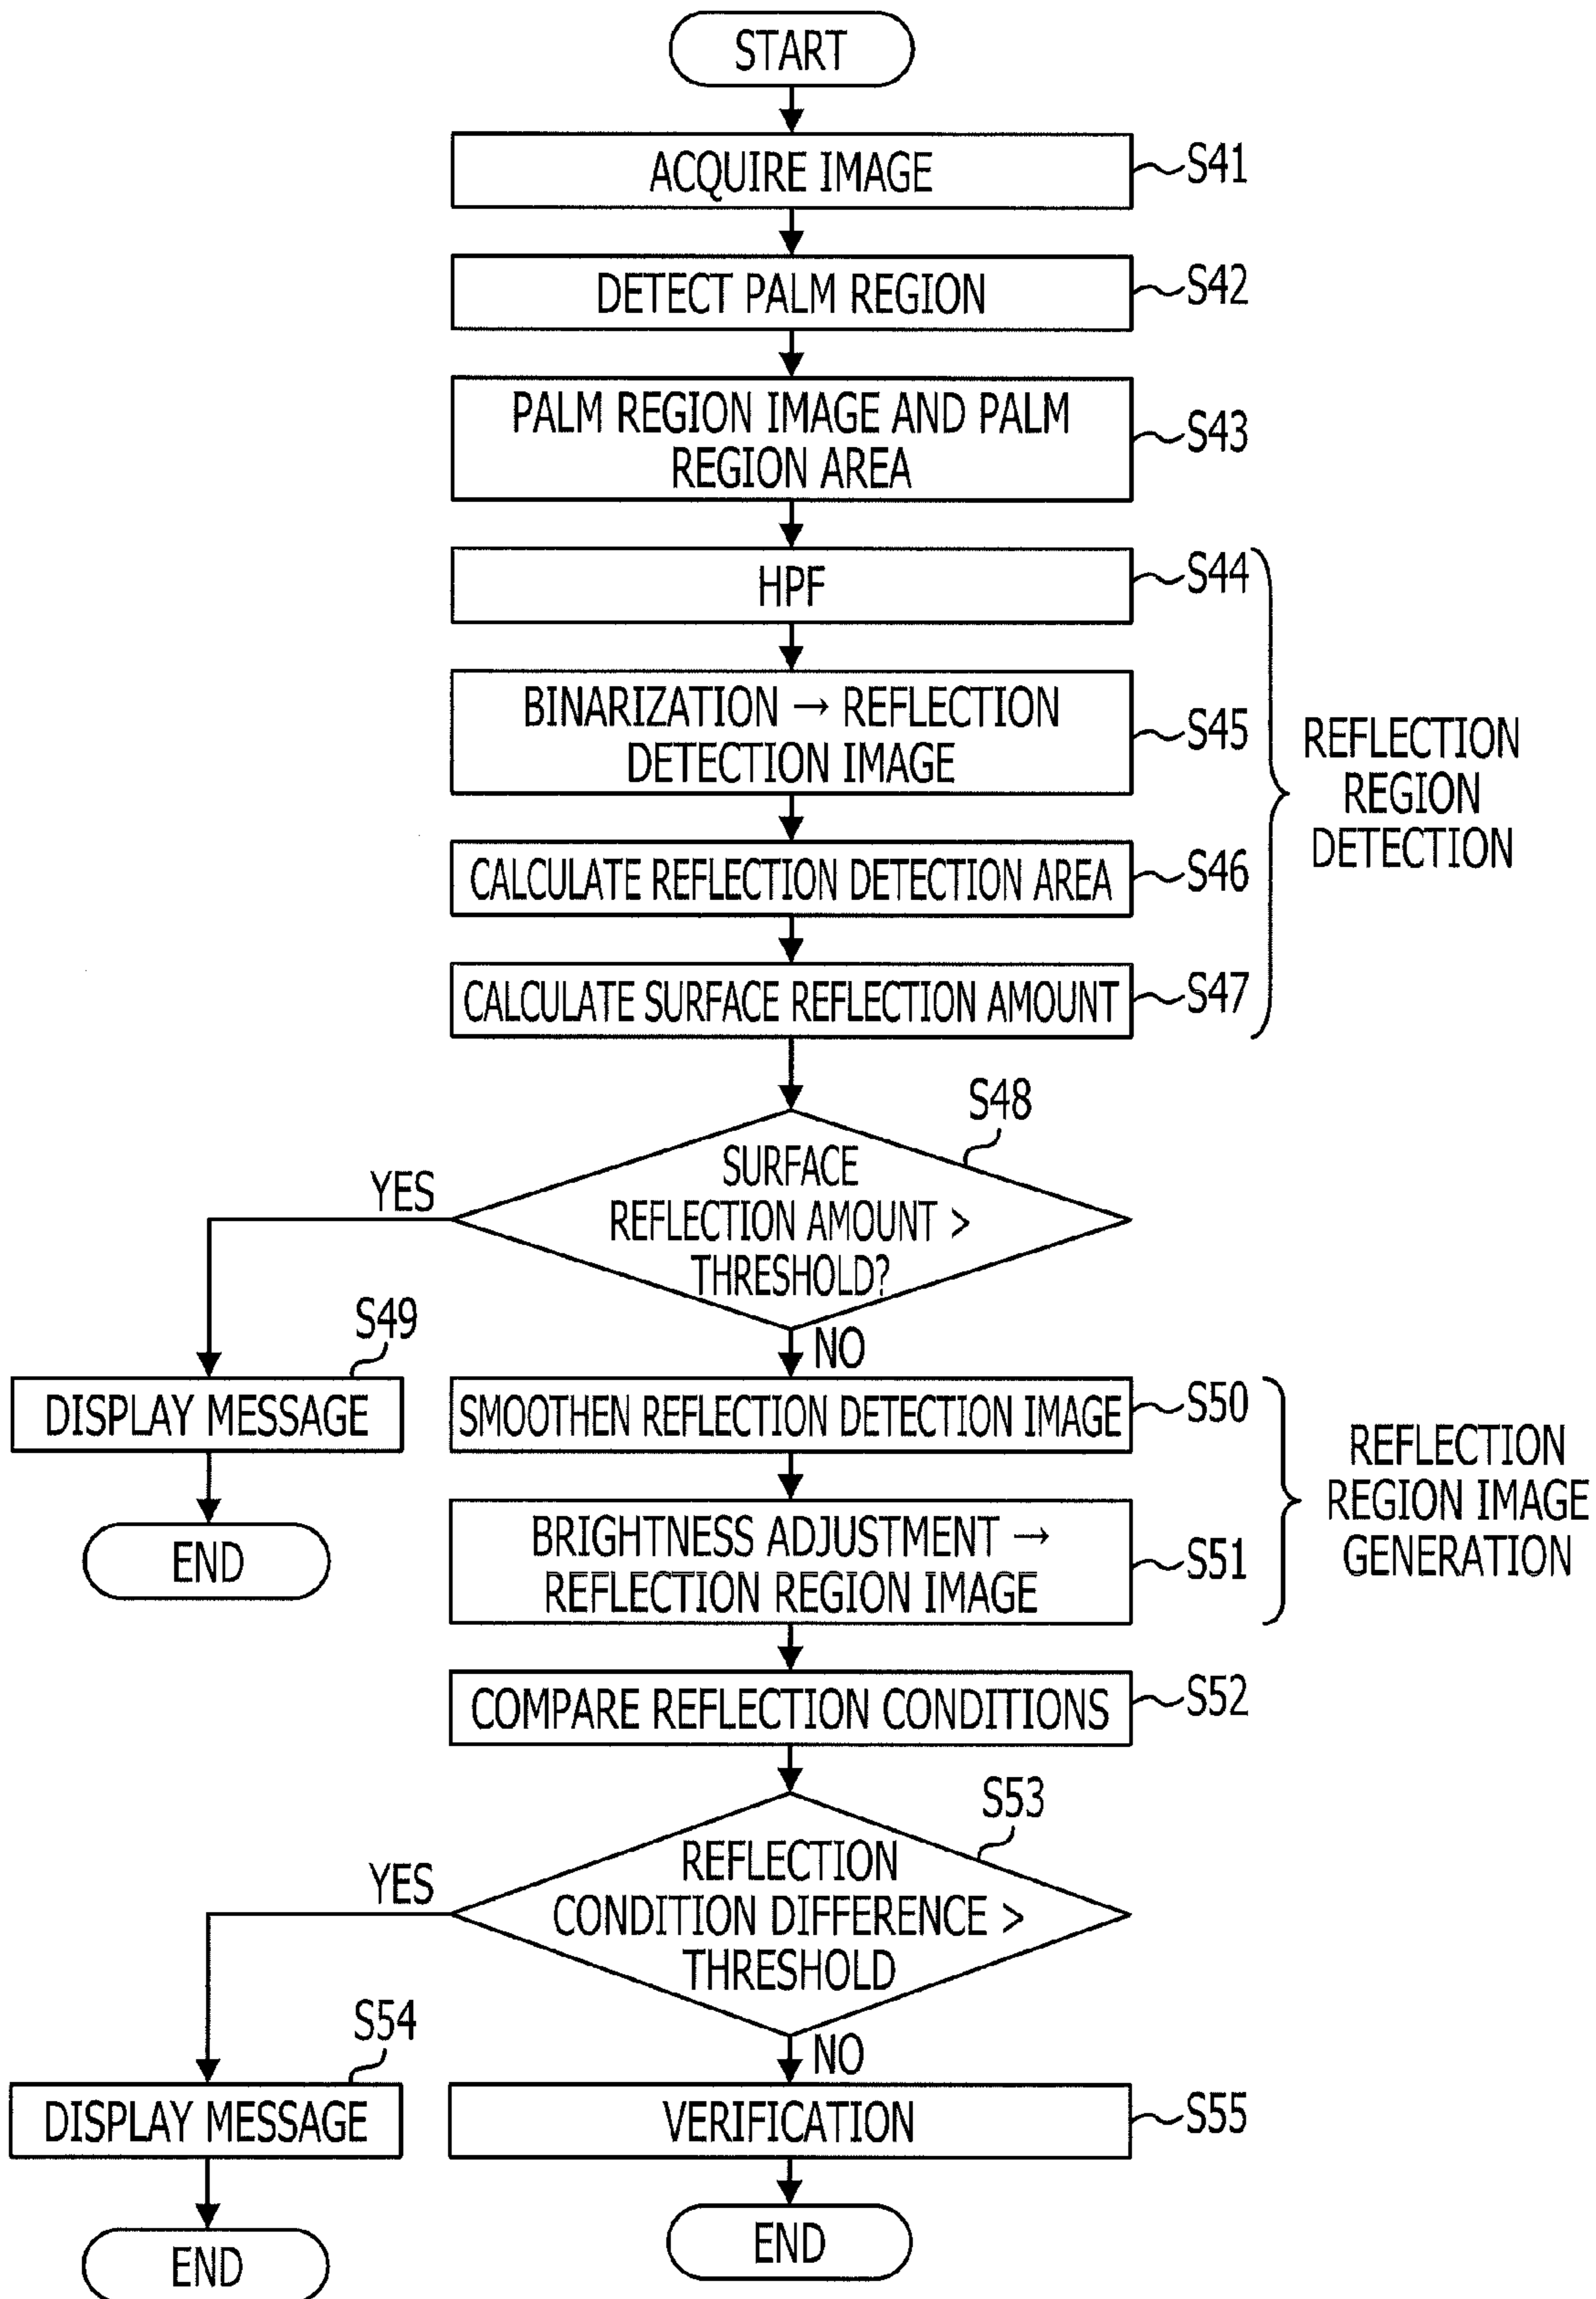 START
ACQUIRE IMAGE
S41
DETECT PALM REGION
S42
PALM REGION IMAGE AND PALM
REGION AREA
S43
HPF
S44
BINARIZATION → REFLECTION
DETECTION IMAGE
S45
CALCULATE REFLECTION DETECTION AREA
S46
CALCULATE SURFACE REFLECTION AMOUNT
S47
REFLECTION
REGION
DETECTION
S48
SURFACE
REFLECTION AMOUNT >
THRESHOLD?
YES
NO
S49
DISPLAY MESSAGE
END
SMOOTHEN REFLECTION DETECTION IMAGE
S50
BRIGHTNESS ADJUSTMENT →
REFLECTION REGION IMAGE
S51
REFLECTION
REGION IMAGE
GENERATION
COMPARE REFLECTION CONDITIONS
S52
S53
REFLECTION
CONDITION DIFFERENCE >
THRESHOLD
YES
NO
S54
DISPLAY MESSAGE
END
VERIFICATION
S55
END